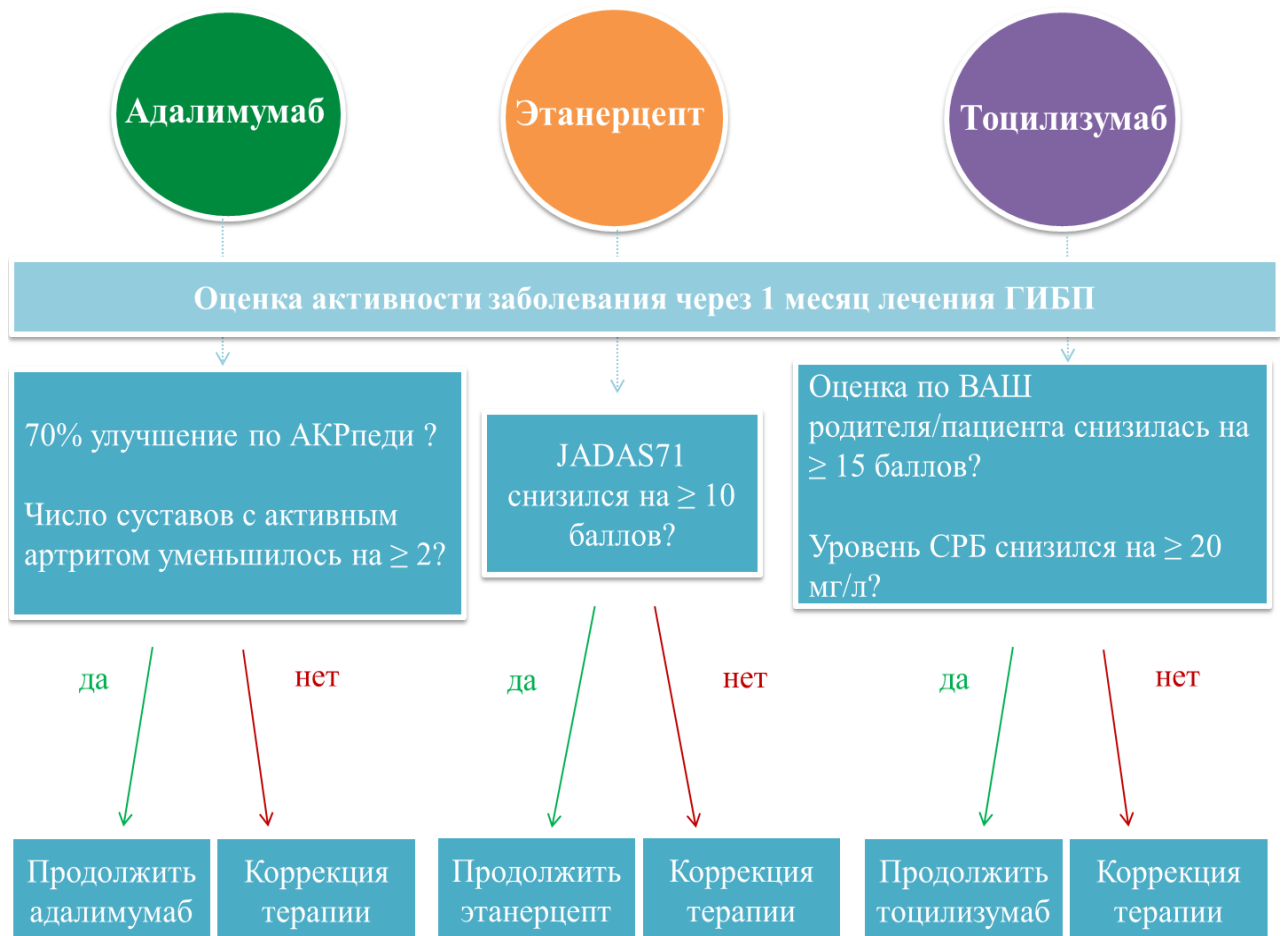 Адалимумаб
Этанерцепт
Тоцилизумаб
Оценка активности заболевания через 1 месяц лечения ГИБП
70% улучшение по АКРпеди ?
Число суставов с активным
артритом уменьшилось на ≥ 2?
JADAS71
снизился на ≥ 10
баллов?
Оценка по ВАШ
родителя/пациента снизилась на
≥ 15 баллов?
Уровень СРБ снизился на ≥ 20
мг/л?
да
нет
да
нет
да
нет
Продолжить
адалимумаб
Коррекция
терапии
Продолжить
этанерцепт
Коррекция
терапии
Продолжить
тоцилизумаб
Коррекция
терапии